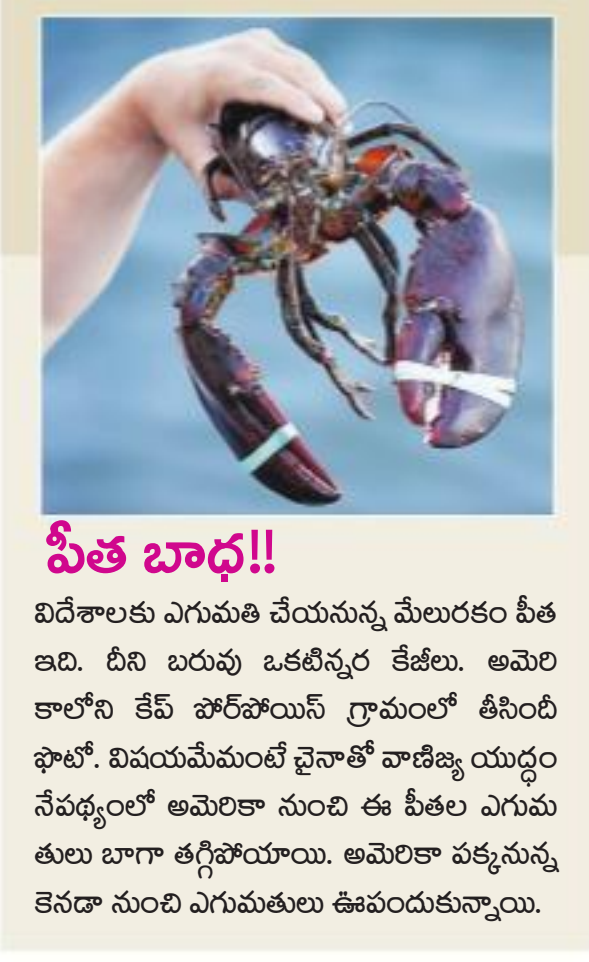 పీత బాధ!!
విదేశాలకు ఎగుమతి చేయనున్న మేలురకం పీత
ఇది. దీని బరువు ఒకటిన్నర కేజీలు. అమెరి
కాలోని కేప్ పోర్‌పోయిస్ గ్రామంలో తీసిందీ
ఫొటో. విషయమేమంటే చైనాతో వాణిజ్య యుద్ధం
నేపథ్యంలో అమెరికా నుంచి ఈ పీతల ఎగుమ
తులు బాగా తగ్గిపోయాయి. అమెరికా పక్కనున్న
కెనడా నుంచి ఎగుమతులు ఊపందుకున్నాయి.